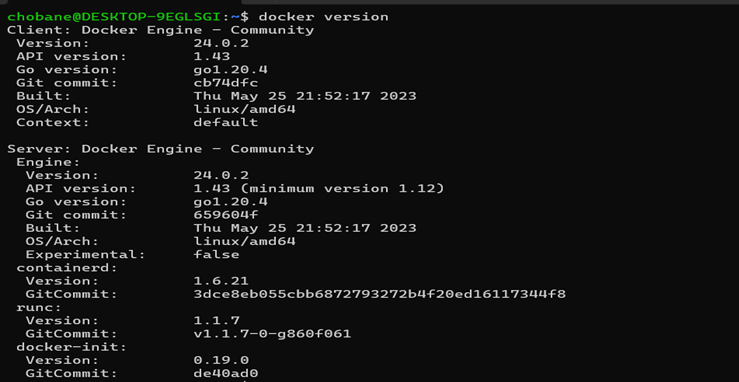 chobane@DESKTOP-9EGLSGI:~$ docker version
Client: Docker Engine - Community
 Version:           24.0.2
 API version:       1.43
 Go version:        go1.20.4
 Git commit:        cb74dfc
 Built:             Thu May 25 21:52:17 2023
 OS/Arch:           linux/amd64
 Context:           default

Server: Docker Engine - Community
 Engine:
  Version:          24.0.2
  API version:      1.43 (minimum version 1.12)
  Go version:       go1.20.4
  Git commit:       659604f
  Built:            Thu May 25 21:52:17 2023
  OS/Arch:          linux/amd64
  Experimental:     false
 containerd:
  Version:          1.6.21
  GitCommit:        3dce8eb055cbb6872793272b4f20ed16117344f8
 runc:
  Version:          1.1.7
  GitCommit:        v1.1.7-0-g860f061
 docker-init:
  Version:          0.19.0
  GitCommit:        de40ad0